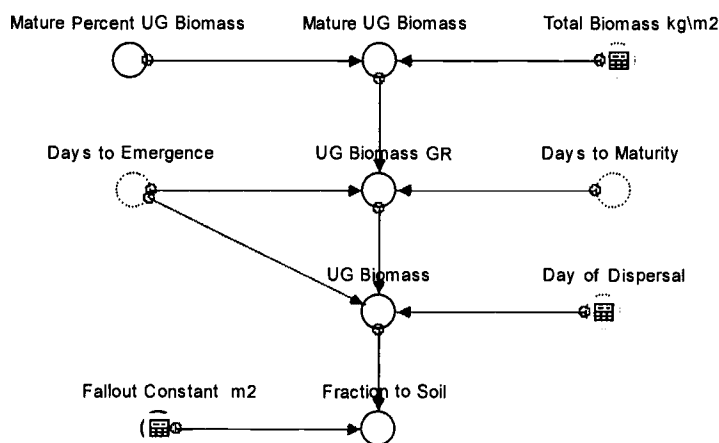 Mature Percent UG Biomass Mature UG Biomass Total Biomass kg\m2
Days to Emergence UG Biomass GR Days to Maturity
UG Biomass Day of Dispersal
Fallout Constant m2 Fraction to Soil